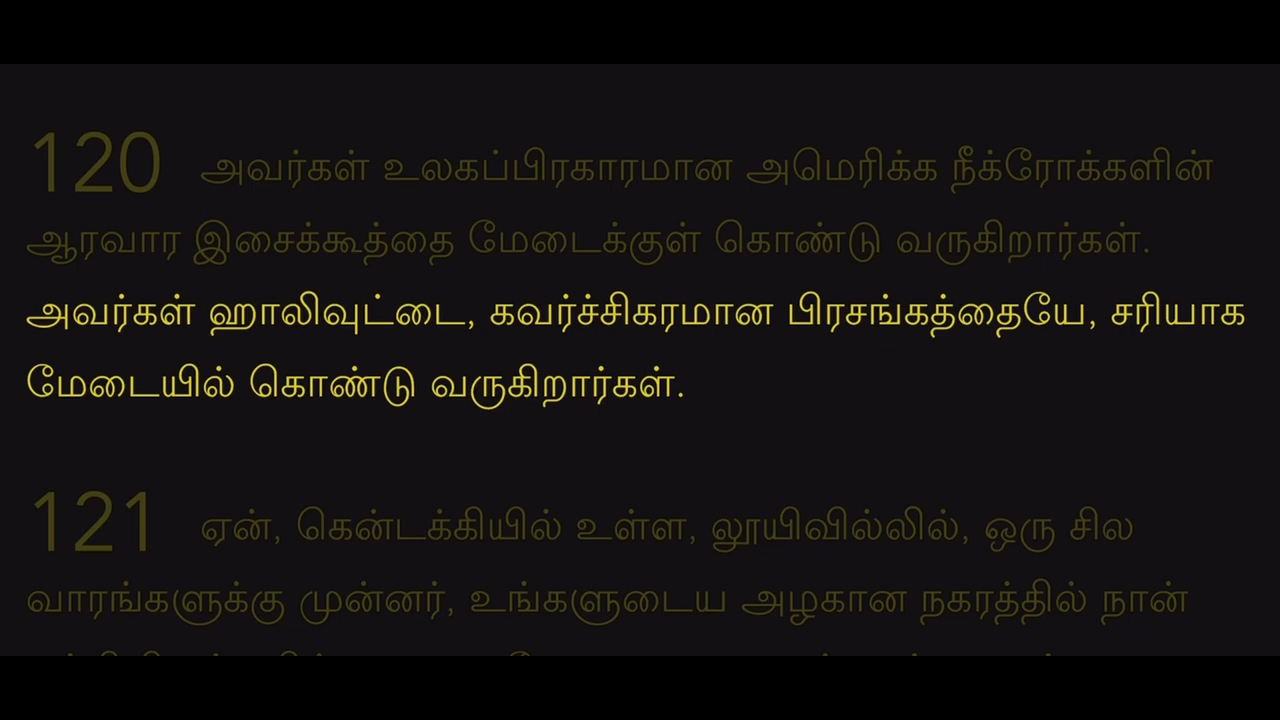 120 அவர்கள் உலகப்பிரகாரமான அமெரிக்க நீக்ரோக்களின்
ஆரவார இசைக்கூத்தை மேடைக்குள் கொண்டு வருகிறார்கள்.
அவர்கள் ஹாலிவுட்டை, கவர்ச்சிகரமான பிரசங்கத்தையே, சரியாக
மேடையில் கொண்டு வருகிறார்கள்.
121 ஏன், கென்டக்கியில் உள்ள, லூயிவில்லில், ஒரு சில
வாரங்களுக்கு முன்னர், உங்களுடைய அழகான நகரத்தில் நான்